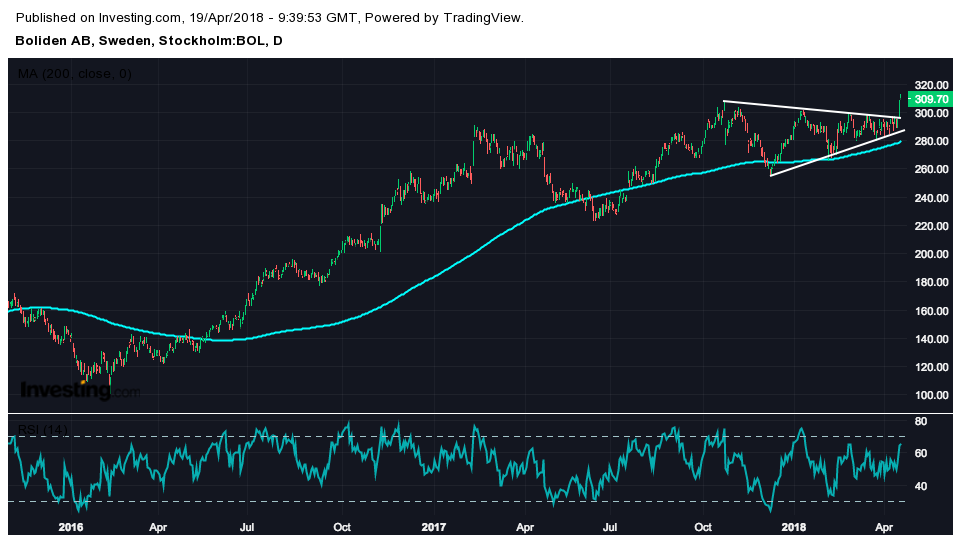 Published on Investing.com, 19/Apr/2018 - 9:39:53 GMT, Powered by TradingView.
Boliden AB, Sweden, Stockholm:BOL, D
MA (200, close, 0)
320.00
309.70
300.00
280.00
260.00
240.00
220.00
200.00
180.00
160.00
140.00
120.00
100.00
Investing.com
RSI (14)
80
60
40
2016 Apr Jul Oct 2017 Apr Jul Oct 2018 Apr